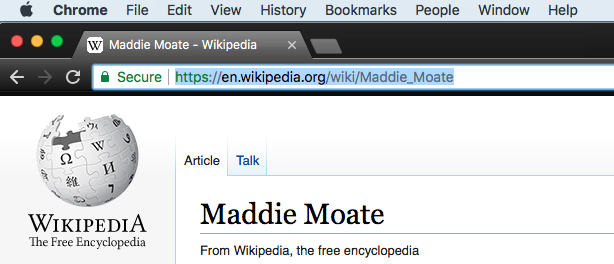 Chrome File Edit View History Bookmarks People Window Help
Maddie Moate - Wikipedia
Secure https://en.wikipedia.org/wiki/Maddie_Moate
Ω W И 維
WIKIPEDIA
The Free Encyclopedia
Article Talk
Maddie Moate
From Wikipedia, the free encyclopedia